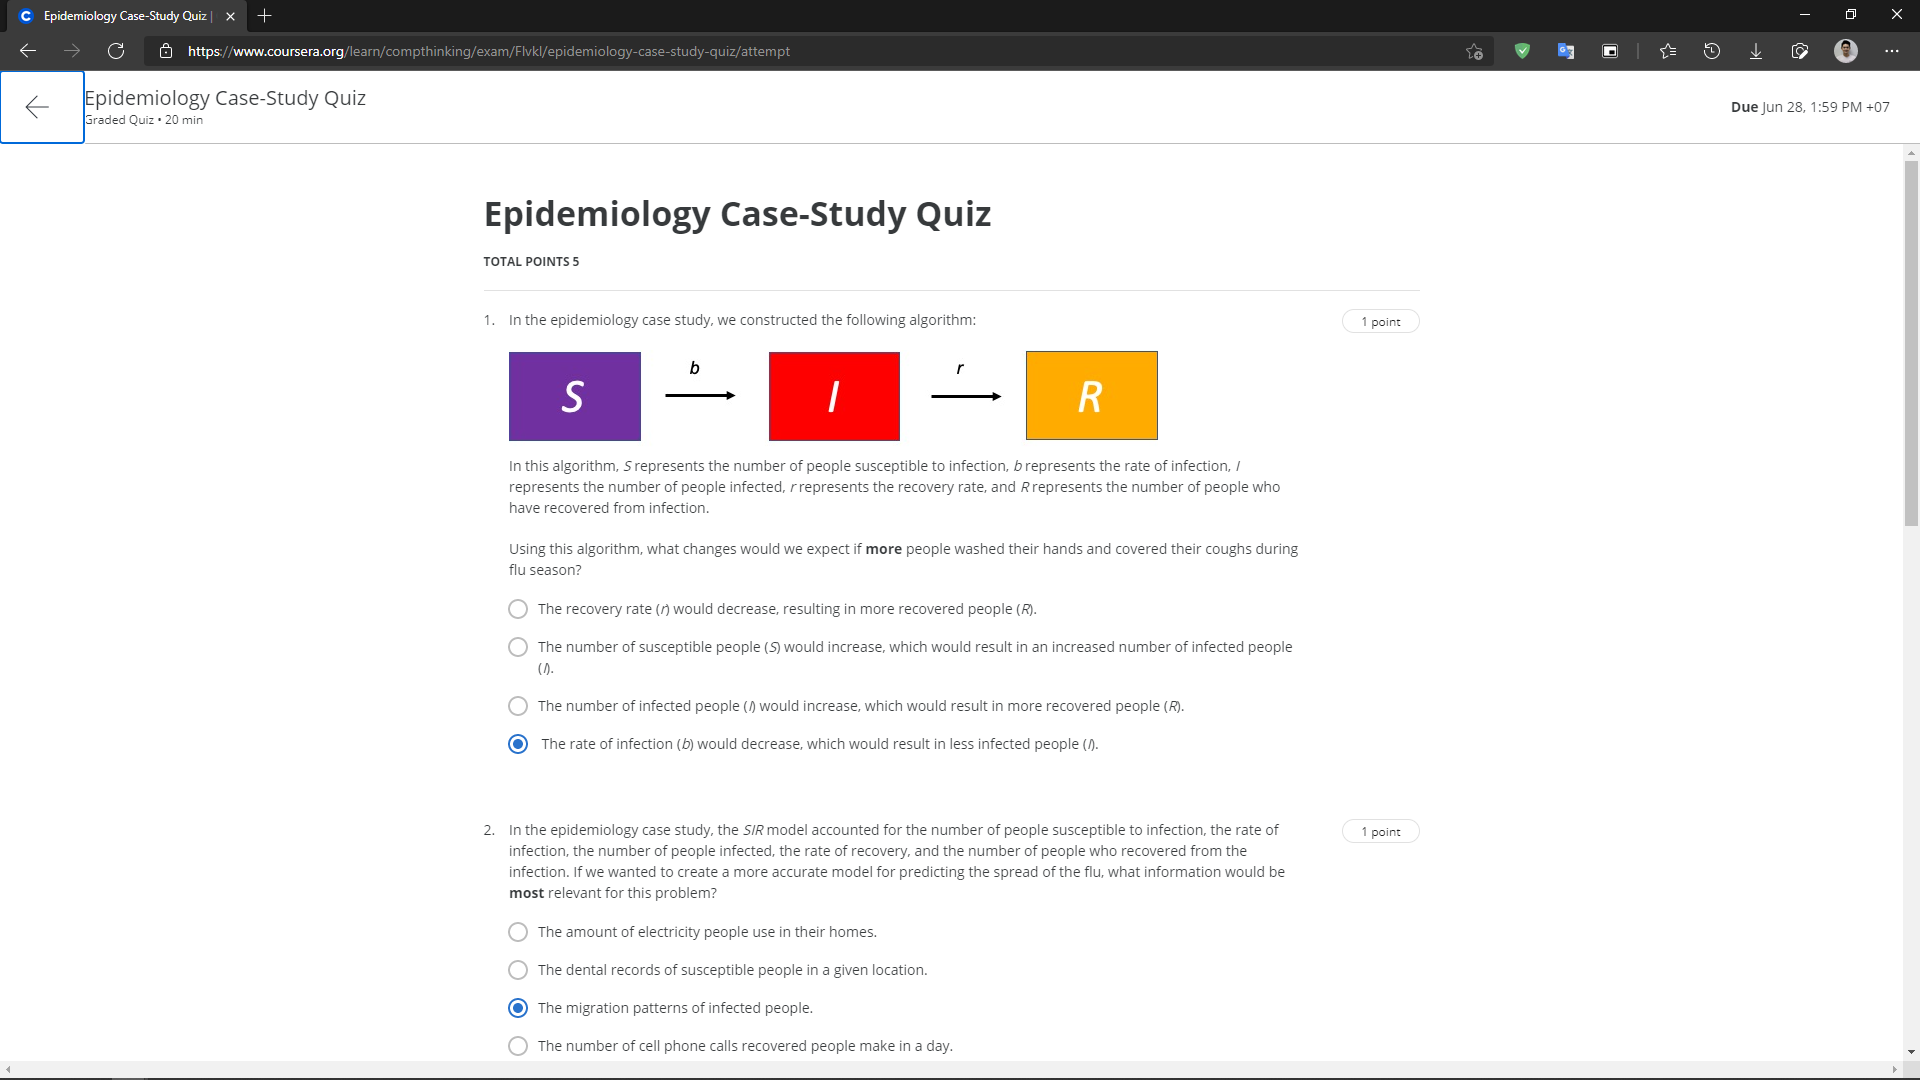 Epidemiology Case-Study Quiz |
https://www.coursera.org/learn/compthinking/exam/Flvkl/epidemiology-case-study-quiz/attempt
Epidemiology Case-Study Quiz
Graded Quiz • 20 min
Due Jun 28, 1:59 PM +07
Epidemiology Case-Study Quiz
TOTAL POINTS 5
1. In the epidemiology case study, we constructed the following algorithm:
1 point
S b I r R
In this algorithm, S represents the number of people susceptible to infection, b represents the rate of infection, I
represents the number of people infected, r represents the recovery rate, and R represents the number of people who
have recovered from infection.
Using this algorithm, what changes would we expect if more people washed their hands and covered their coughs during
flu season?
The recovery rate (r) would decrease, resulting in more recovered people (R).
The number of susceptible people (S) would increase, which would result in an increased number of infected people
(I).
The number of infected people (I) would increase, which would result in more recovered people (R).
The rate of infection (b) would decrease, which would result in less infected people (I).
2. In the epidemiology case study, the SIR model accounted for the number of people susceptible to infection, the rate of
1 point
infection, the number of people infected, the rate of recovery, and the number of people who recovered from the
infection. If we wanted to create a more accurate model for predicting the spread of the flu, what information would be
most relevant for this problem?
The amount of electricity people use in their homes.
The dental records of susceptible people in a given location.
The migration patterns of infected people.
The number of cell phone calls recovered people make in a day.